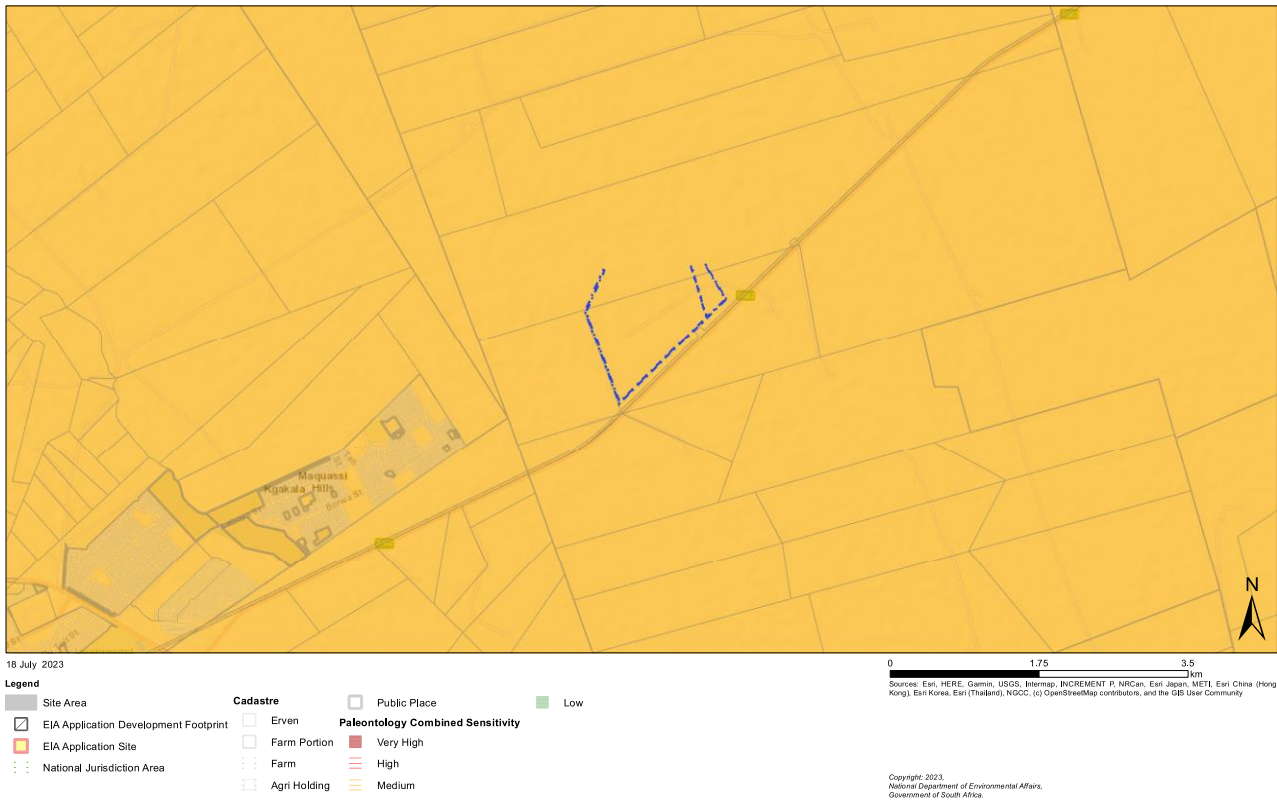 Maquassi
Kgakala Hills
Borwa St
N
18 July 2023
0 1.75 3.5
km
Sources: Esri, HERE, Garmin, USGS, Intermap, INCREMENT P, NRCan, Esri Japan, METI, Esri China (Hong
Kong), Esri Korea, Esri (Thailand), NGCC, (c) OpenStreetMap contributors, and the GIS User Community
Legend
Site Area
EIA Application Development Footprint
EIA Application Site
National Jurisdiction Area
Cadastre
Erven
Farm Portion
Farm
Agri Holding
Public Place
Paleontology Combined Sensitivity
Very High
High
Medium
Low
Copyright: 2023,
National Department of Environmental Affairs,
Government of South Africa.